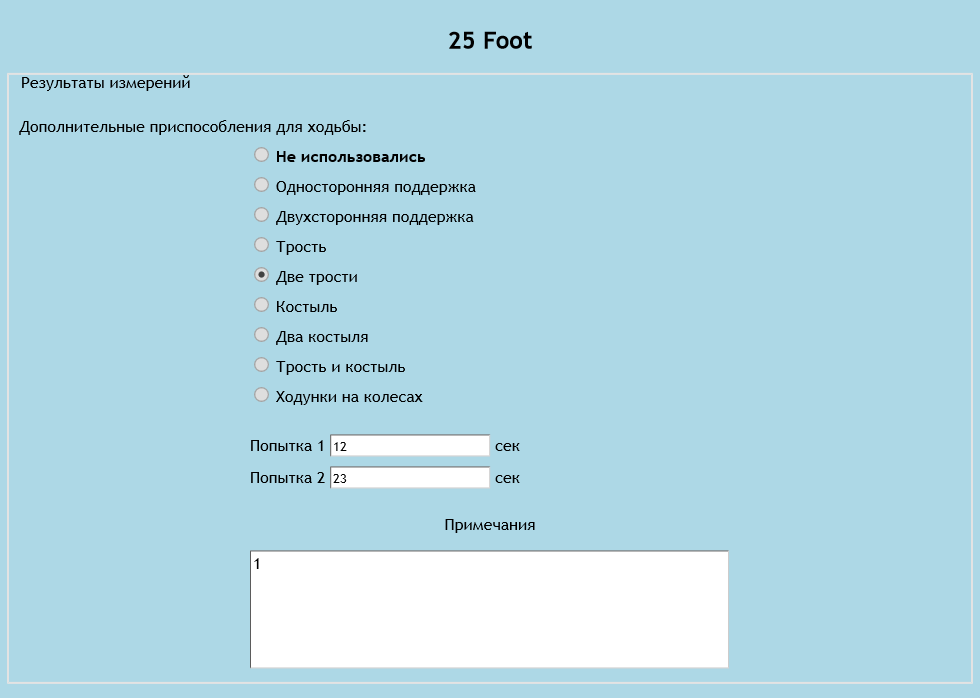 25 Foot
Результаты измерений
Дополнительные приспособления для ходьбы:
Не использовались
Односторонняя поддержка
Двухсторонняя поддержка
Трость
Две трости
Костыль
Два костыля
Трость и костыль
Ходунки на колесах
Попытка 1 12 сек
Попытка 2 23 сек
Примечания
1